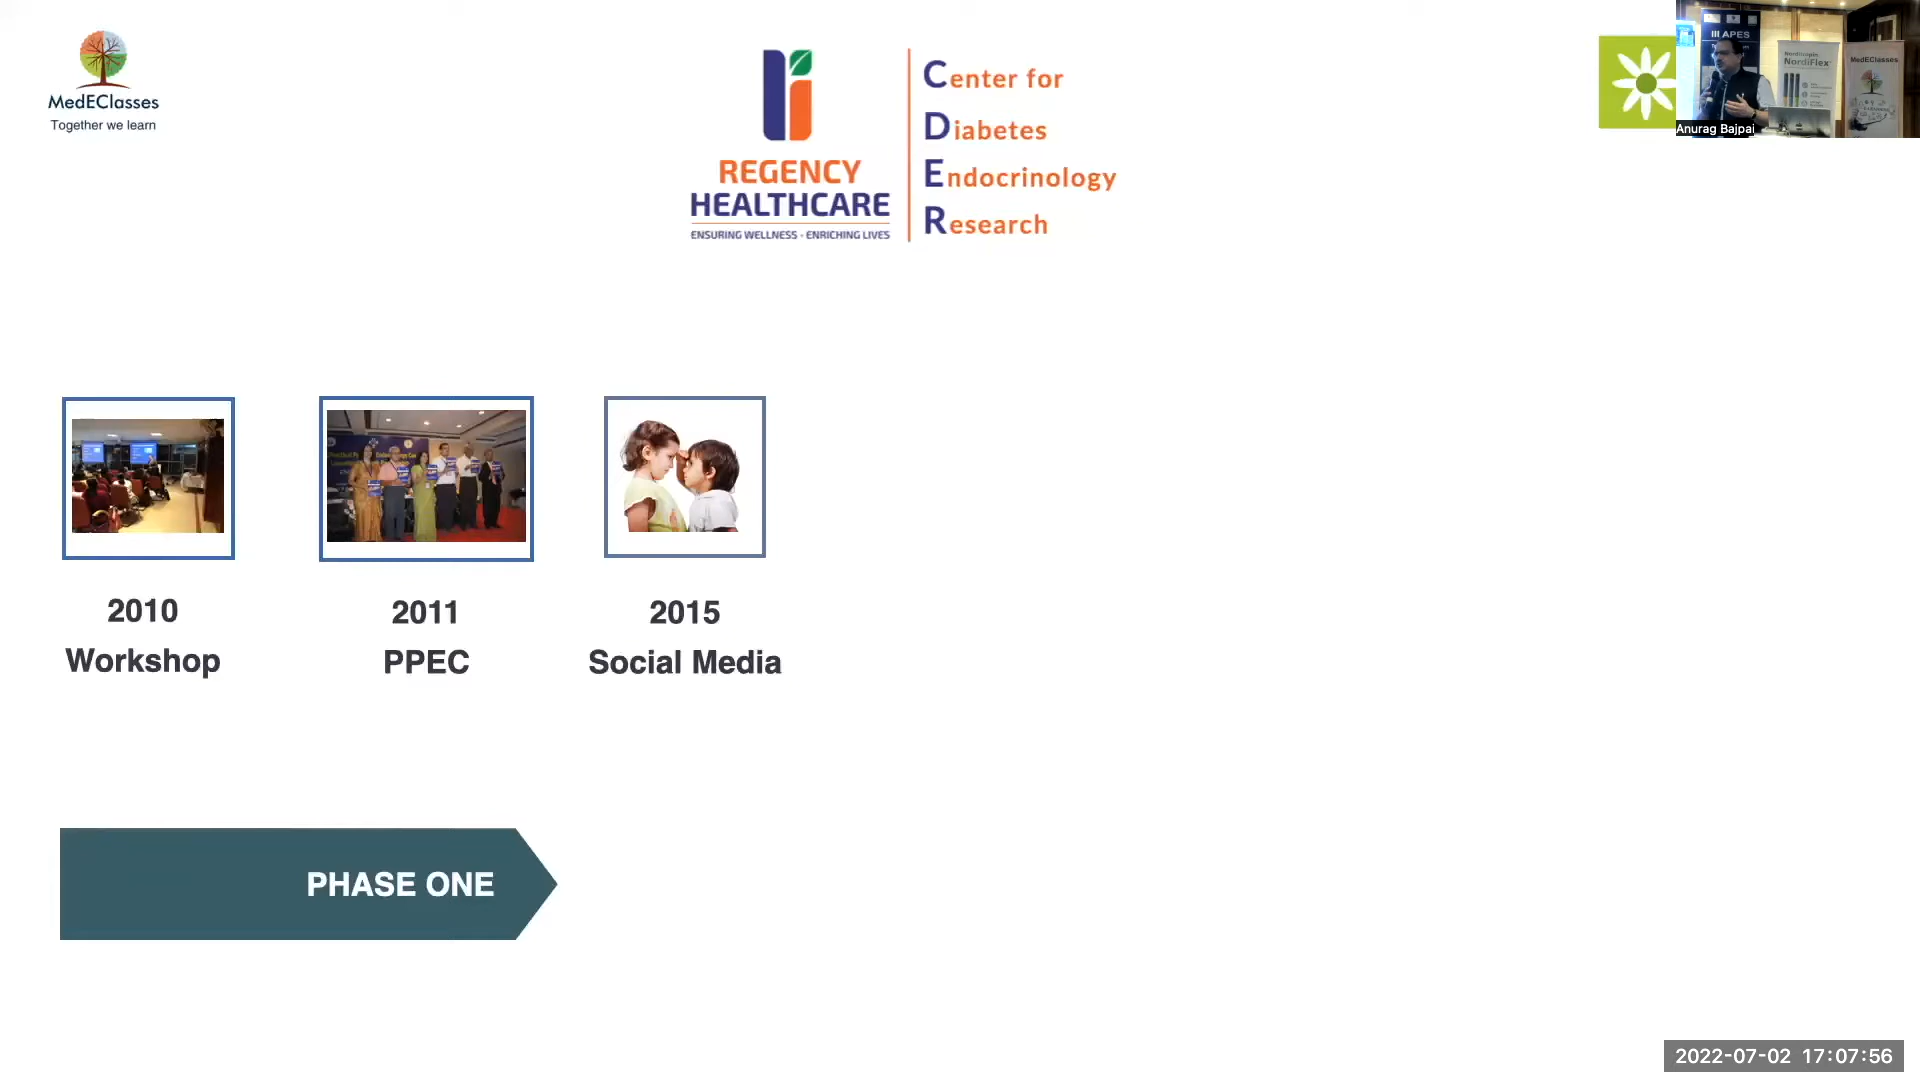 MedEClasses
Together we learn
REGENCY
HEALTHCARE
ENSURING WELLNESS - ENRICHING LIVES
Center for
Diabetes
Endocrinology
Research
III APES
NordiFlex
MedEClasses
Anurag Bajpai
2010
Workshop
2011
PPEC
2015
Social Media
PHASE ONE
2022-07-02 17:07:56